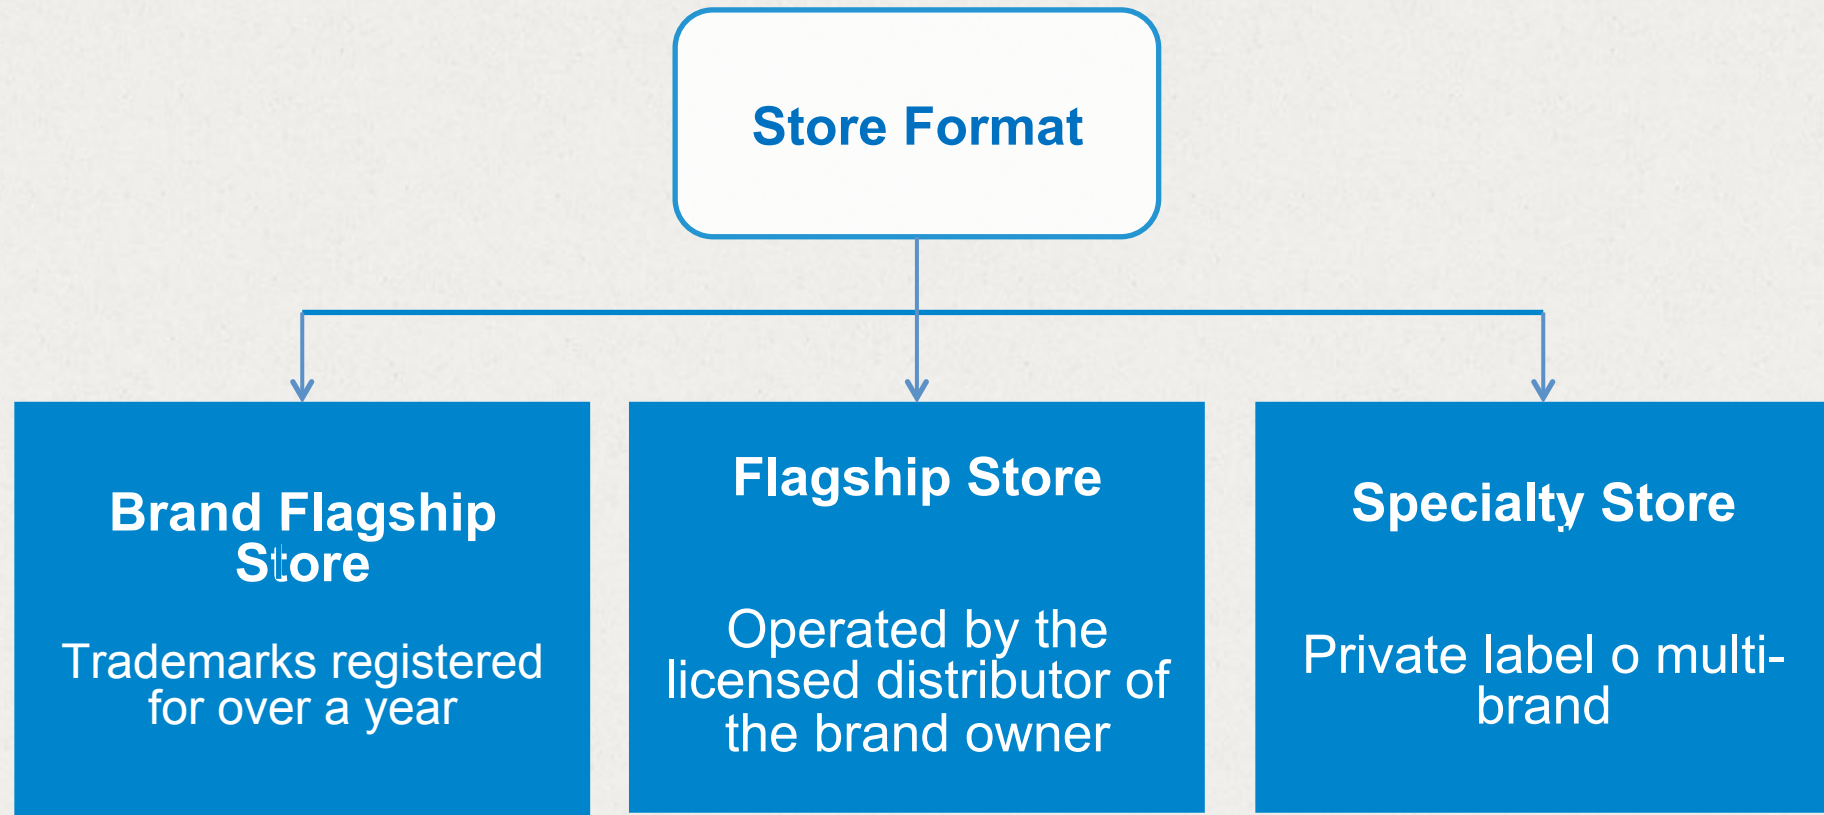 Store Format
Brand Flagship
Store
Trademarks registered
for over a year
Flagship Store
Operated by the
licensed distributor of
the brand owner
Specialty Store
Private label o multi-
brand